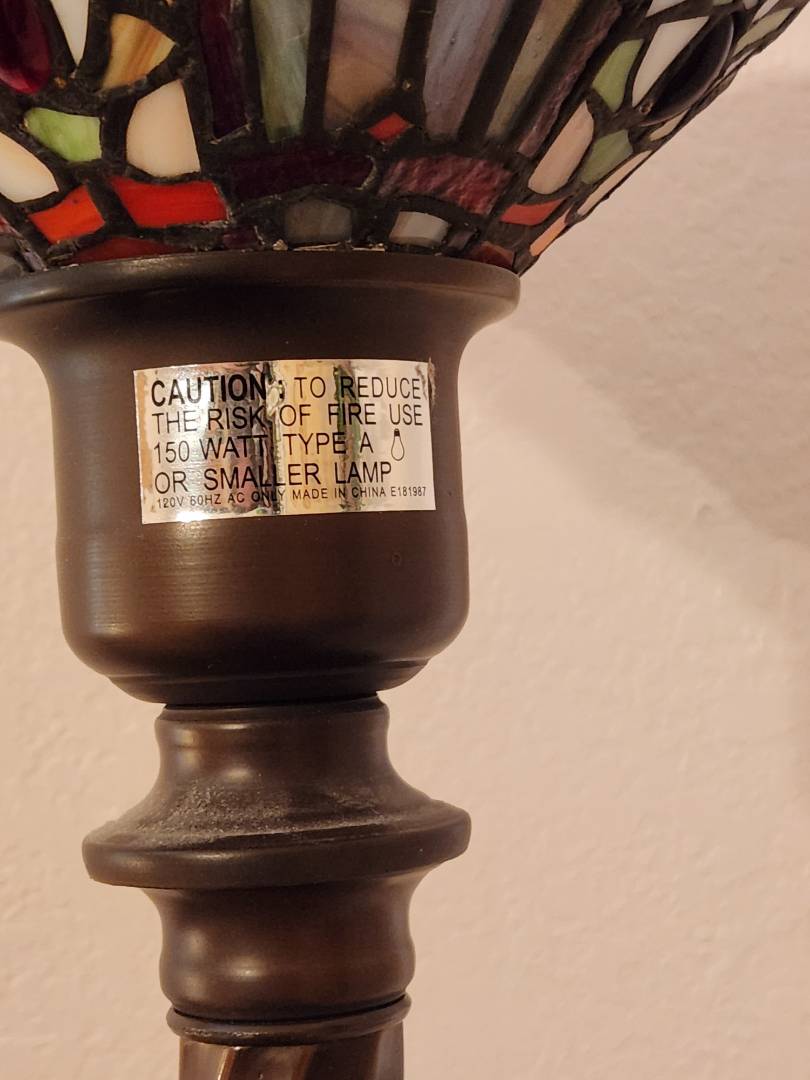 CAUTION : TO REDUCE
THE RISK OF FIRE USE
150 WATT TYPE A
OR SMALLER LAMP
120V 60HZ AC ONLY MADE IN CHINA E181987